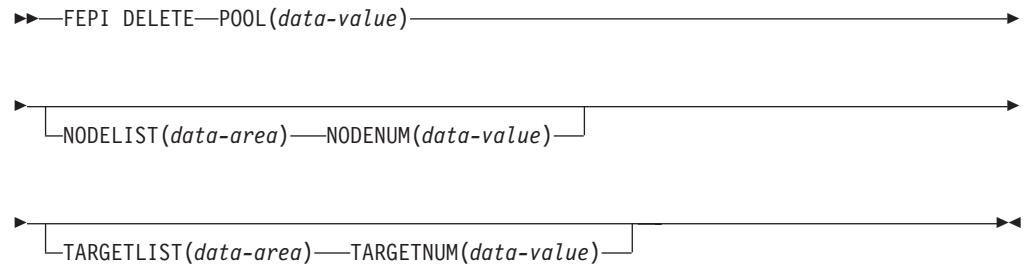 FEPI DELETE POOL(data-value)
NODELIST(data-area) NODENUM(data-value)
TARGETLIST(data-area) TARGETNUM(data-value)